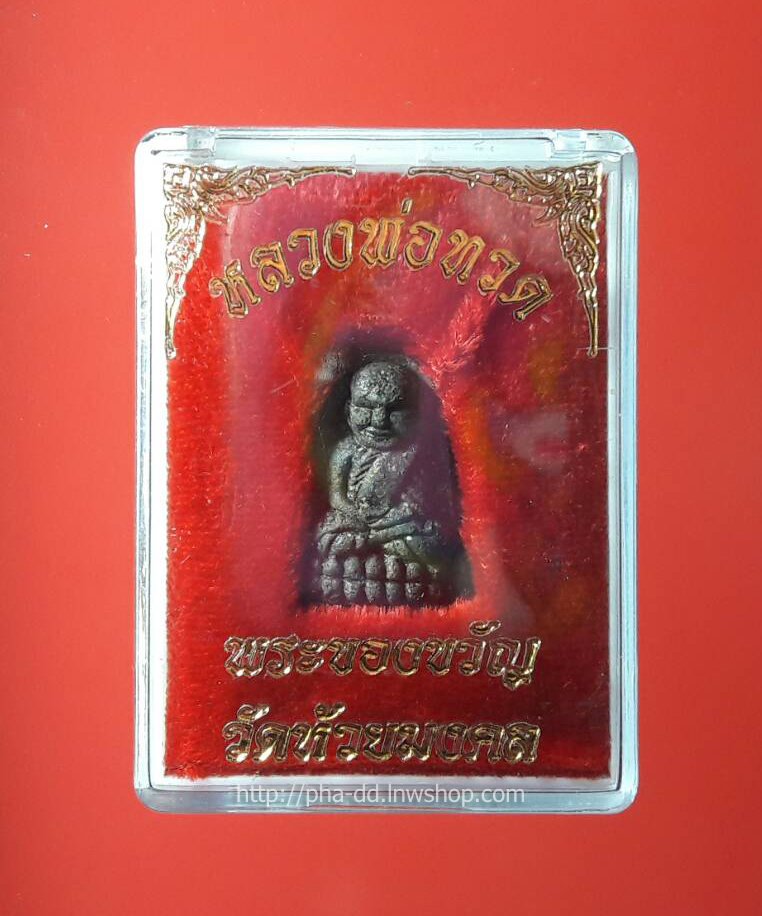 หลวงพ่อทวด
พระของขวัญ
วัดห้วยมงคล
http://pha-dd.lnwshop.com